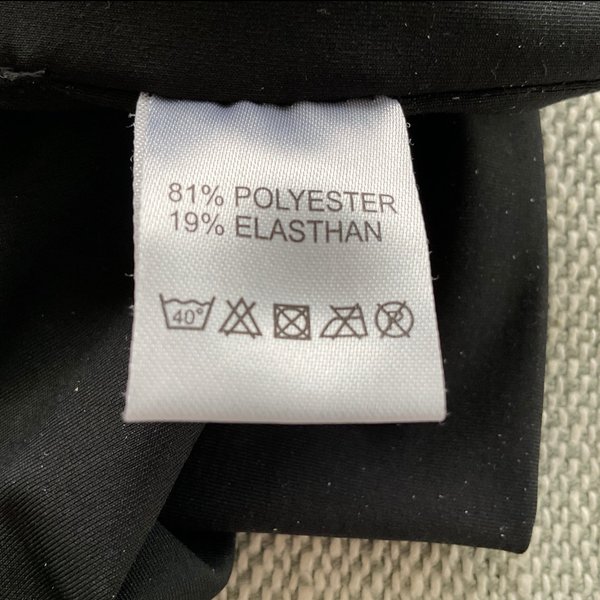 81% POLYESTER
19% ELASTHAN
40° P